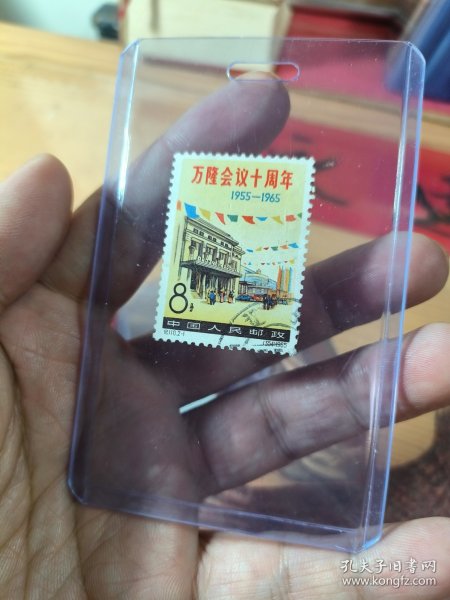 万隆会议十周年
1955—1965
8分
中国人民邮政
孔夫子旧书网
www.kongfz.com